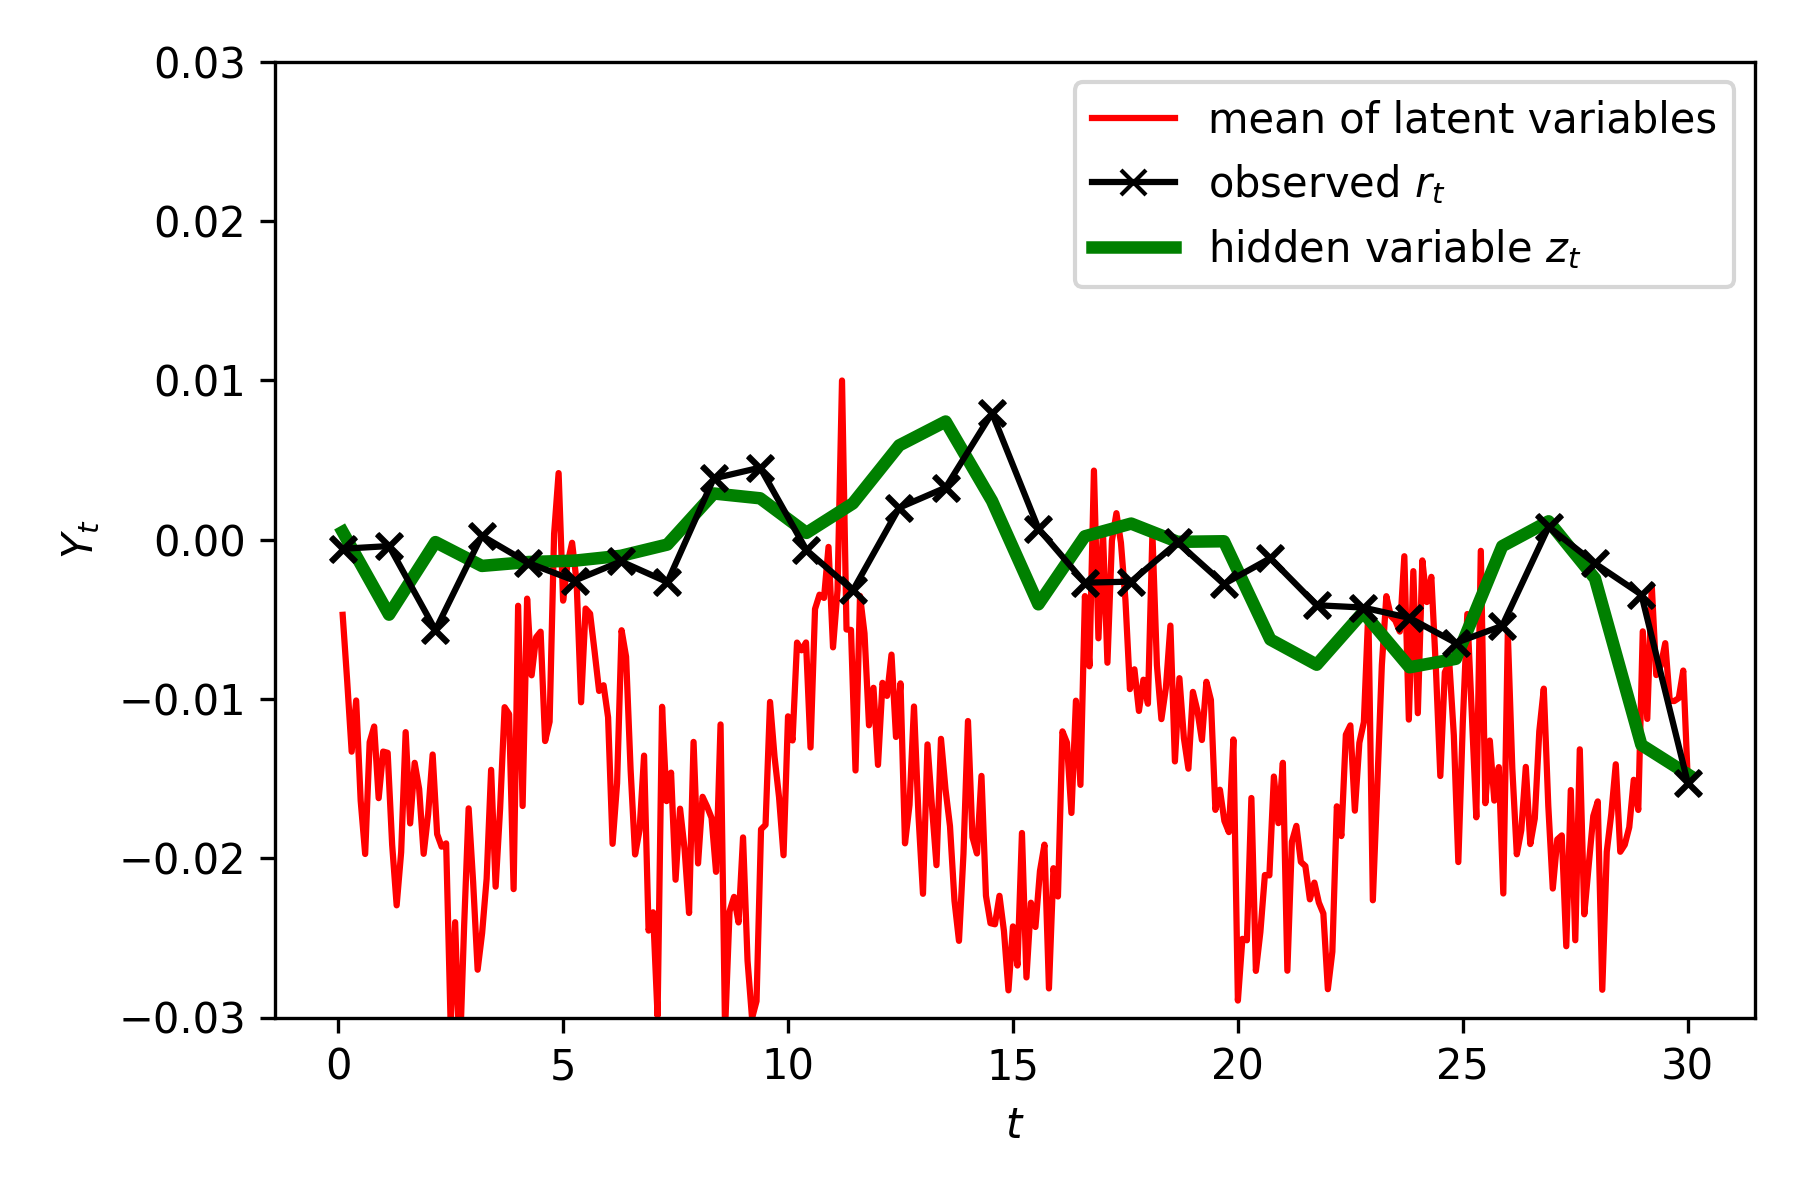 0.03
0.02
0.01
0.00
−0.01
−0.02
−0.03
Y_t
0 5 10 15 20 25 30
t
mean of latent variables
observed r_t
hidden variable z_t